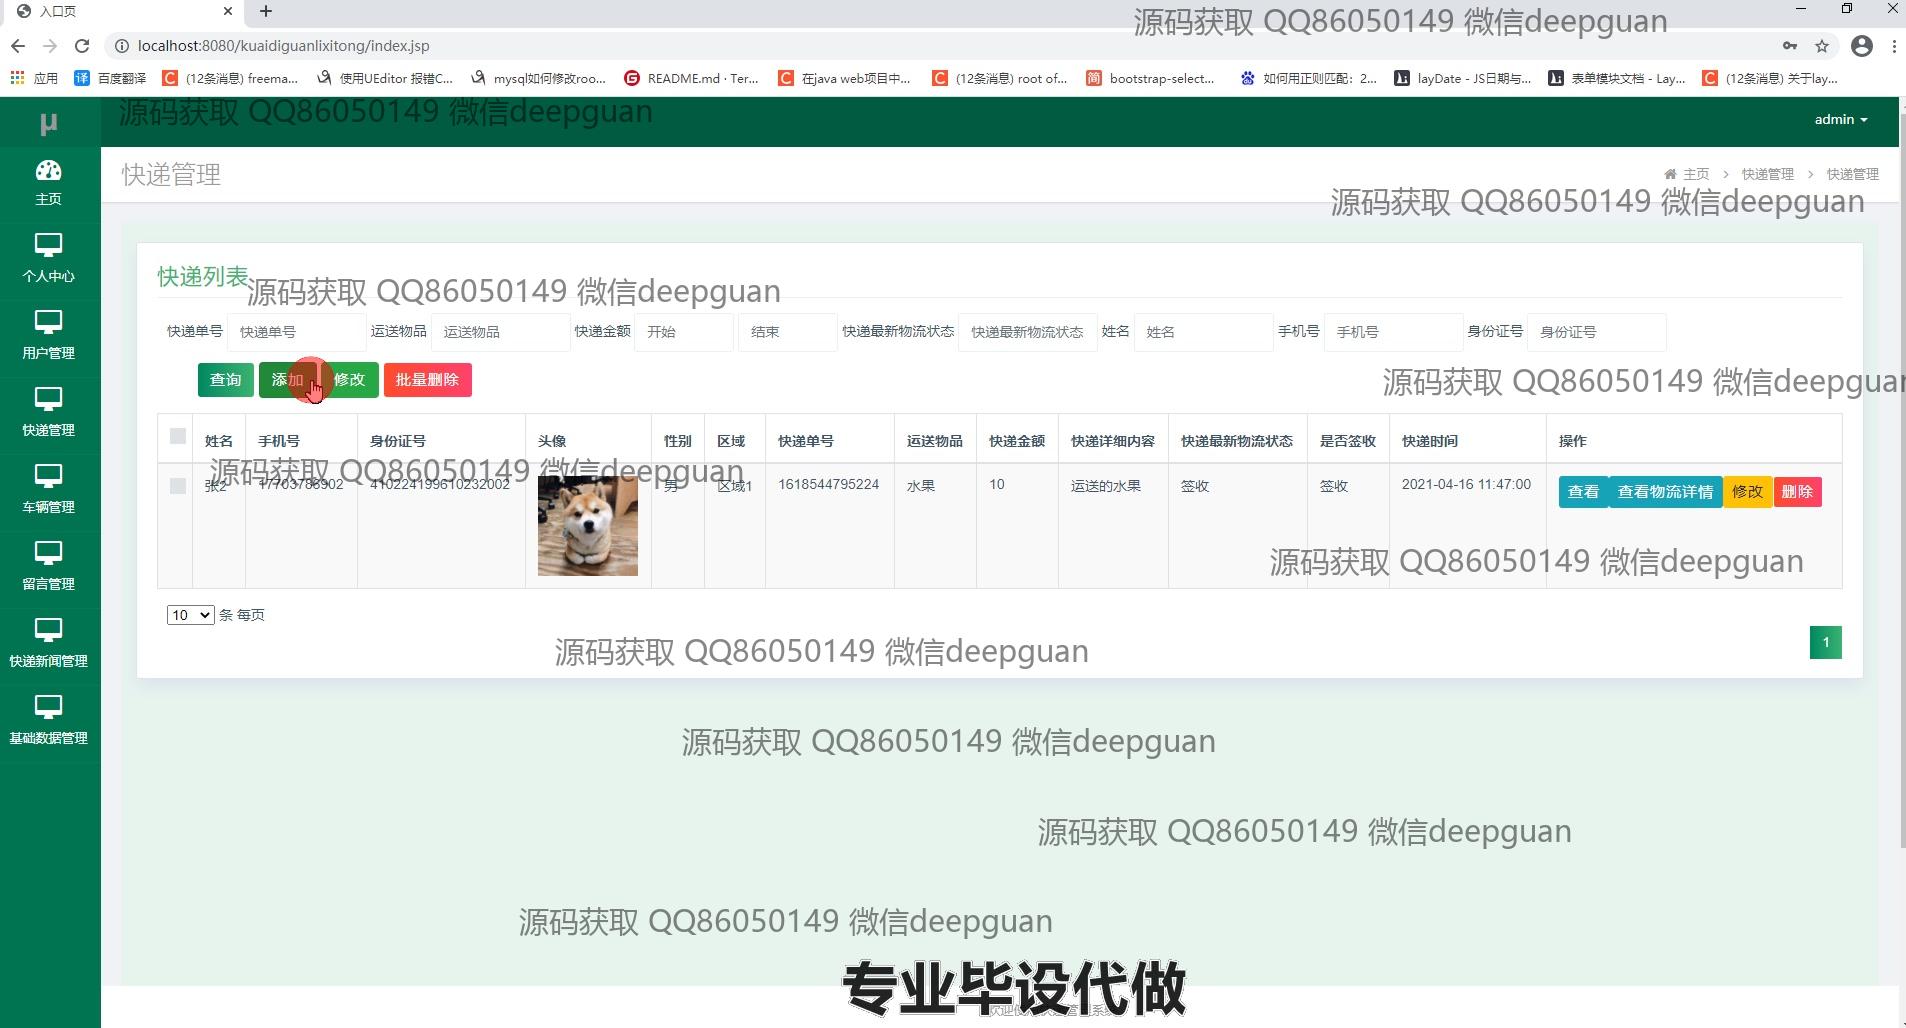 入口页
源码获取 QQ86050149 微信deepguan
localhost:8080/kuaidiguanlixitong/index.jsp
应用 百度翻译 (12条消息) freema... 使用UEditor 报错C... mysql如何修改roo... README.md · Ter... 在java web项目中... (12条消息) root of... bootstrap-select... 如何用正则匹配：2... layDate - JS日期与... 表单模块文档 - Lay... (12条消息) 关于lay...
μ
源码获取 QQ86050149 微信deepguan
admin
主页
个人中心
用户管理
快递管理
车辆管理
留言管理
快递新闻管理
基础数据管理
快递管理
主页 > 快递管理 > 快递管理
源码获取 QQ86050149 微信deepguan
快递列表
源码获取 QQ86050149 微信deepguan
快递单号 快递单号 运送物品 运送物品 快递金额 开始 结束 快递最新物流状态 快递最新物流状态 姓名 姓名 手机号 手机号 身份证号 身份证号
查询 添加 修改 批量删除
源码获取 QQ86050149 微信deepguan
姓名 手机号 身份证号 头像 性别 区域 快递单号 运送物品 快递金额 快递详细内容 快递最新物流状态 是否签收 快递时间 操作
源码获取 QQ86050149 微信deepguan
张2 17703786902 410224199610232002 男 区域1 1618544795224 水果 10 运送的水果 签收 签收 2021-04-16 11:47:00 查看 查看物流详情 修改 删除
源码获取 QQ86050149 微信deepguan
10 条 每页
1
源码获取 QQ86050149 微信deepguan
源码获取 QQ86050149 微信deepguan
源码获取 QQ86050149 微信deepguan
源码获取 QQ86050149 微信deepguan
专业毕设代做